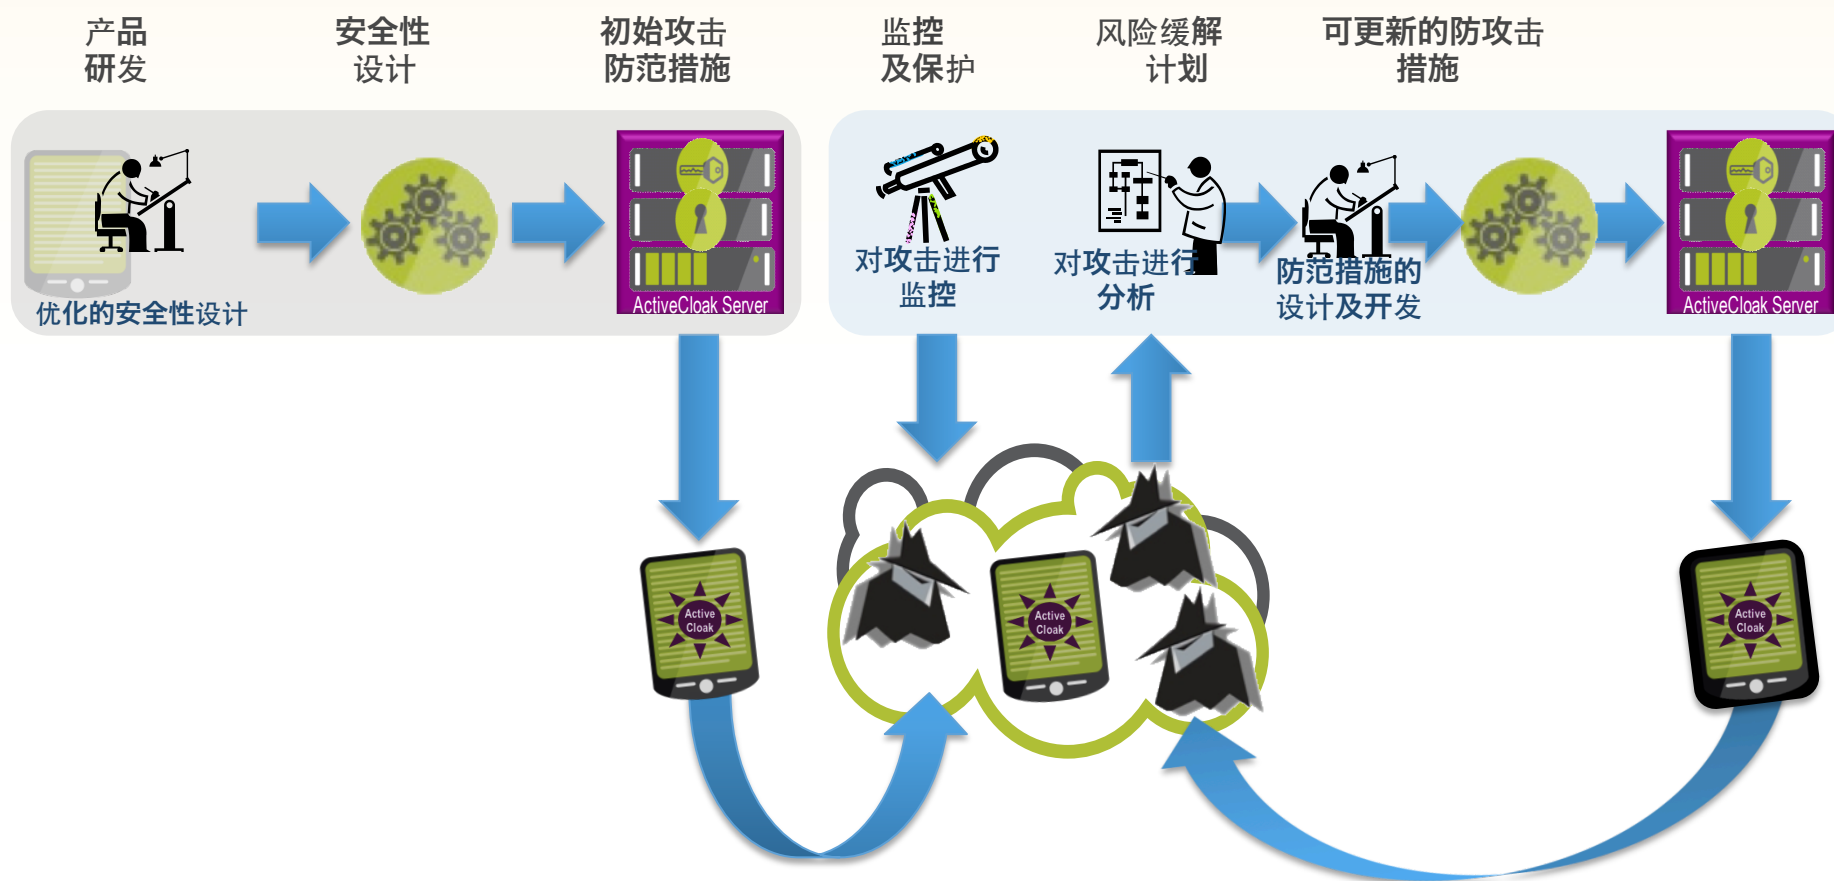 产品
研发
安全性
设计
初始攻击
防范措施
监控
及保护
风险缓解
计划
可更新的防攻击
措施
优化的安全性设计
ActiveCloak Server
对攻击进行
监控
对攻击进行
分析
防范措施的
设计及开发
ActiveCloak Server
Active
Cloak
Active
Cloak
Active
Cloak